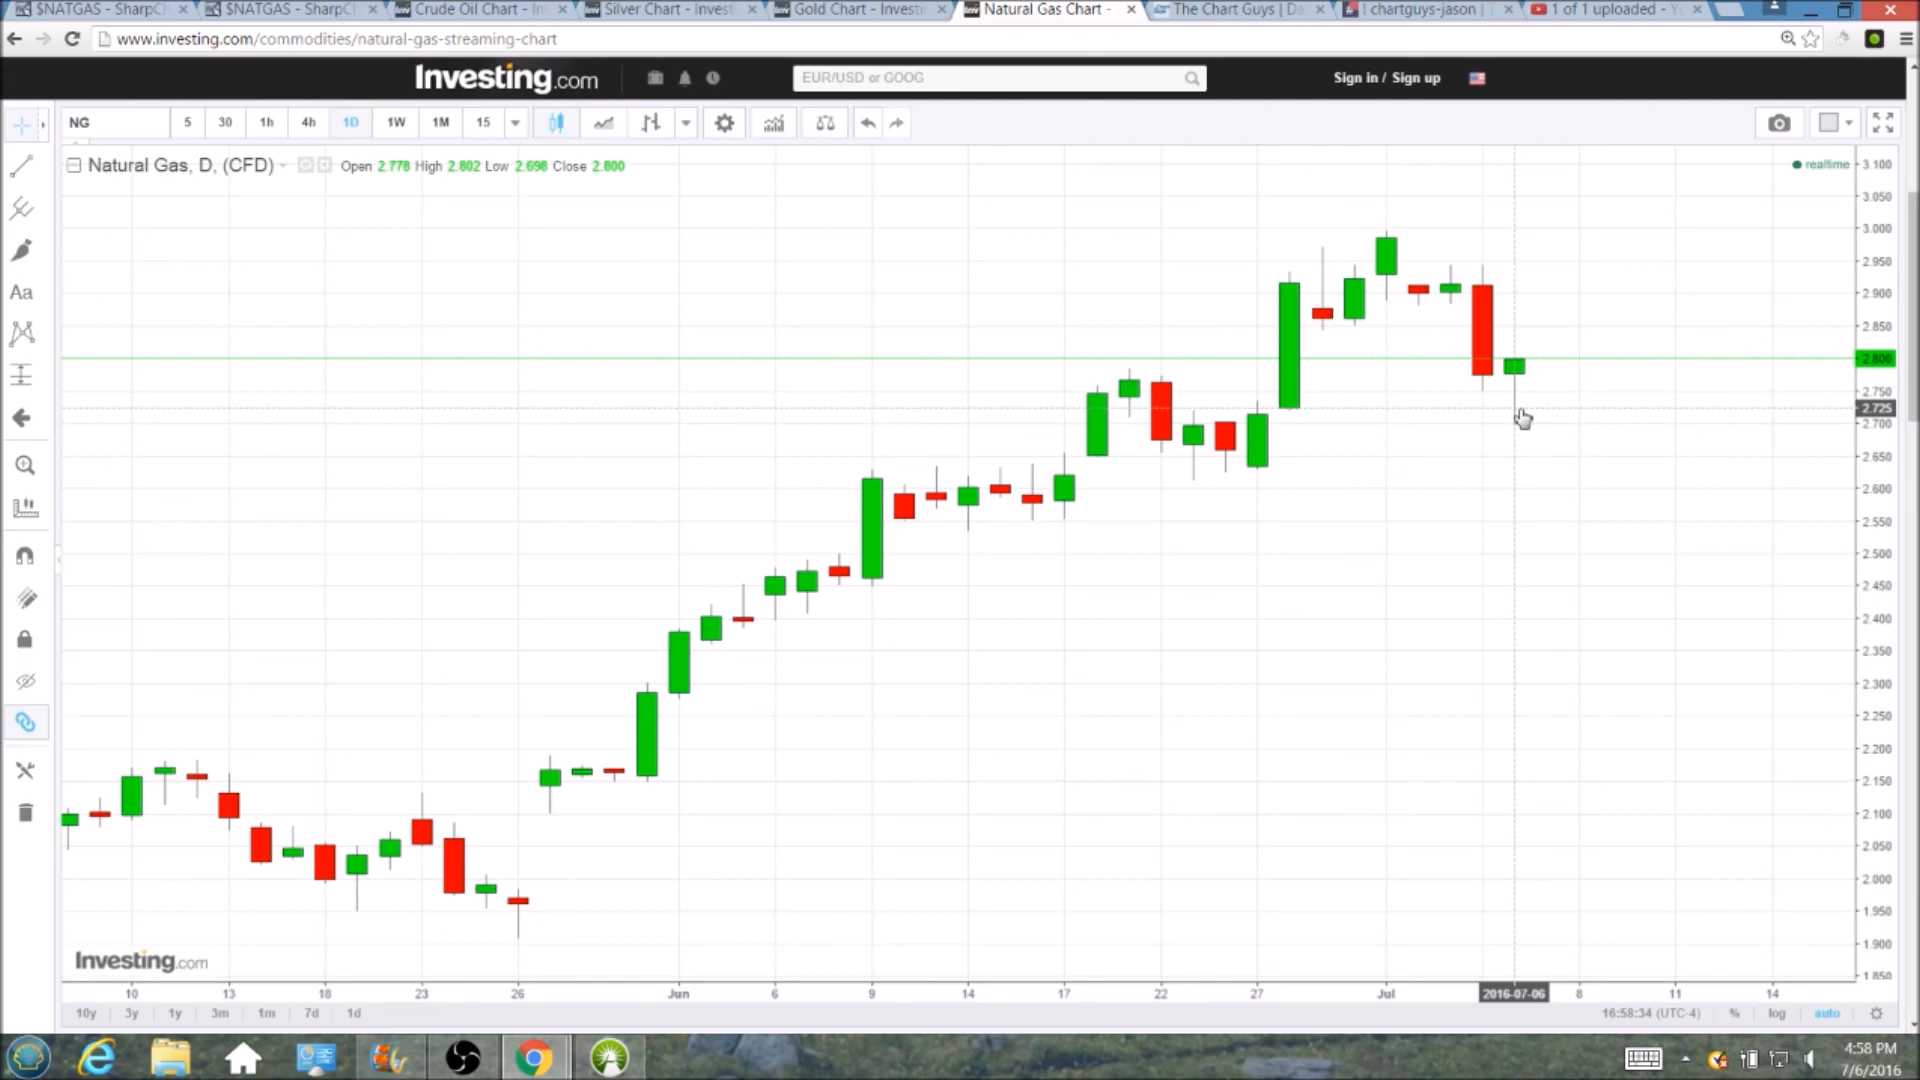 $NATGAS - SharpCl
$NATGAS - SharpCl
Crude Oil Chart - In
Silver Chart - Invest
Gold Chart - Investi
Natural Gas Chart -
The Chart Guys | Da
chartguys-jason | T
1 of 1 uploaded - Yo
www.investing.com/commodities/natural-gas-streaming-chart
Investing.com
EUR/USD or GOOG
Sign in / Sign up
NG 5 30 1h 4h 1D 1W 1M 15
Natural Gas, D, (CFD) Open 2.778 High 2.802 Low 2.698 Close 2.800
realtime
3.100
3.050
3.000
2.950
2.900
2.850
2.800
2.750
2.725
2.700
2.650
2.600
2.550
2.500
2.450
2.400
2.350
2.300
2.250
2.200
2.150
2.100
2.050
2.000
1.950
1.900
1.850
Aa
Investing.com
10 13 18 23 26 Jun 6 9 14 17 22 27 Jul 2016-07-06 8 11 14
10y 3y 1y 3m 1m 7d 1d 16:58:34 (UTC-4) % log auto
4:58 PM
7/6/2016